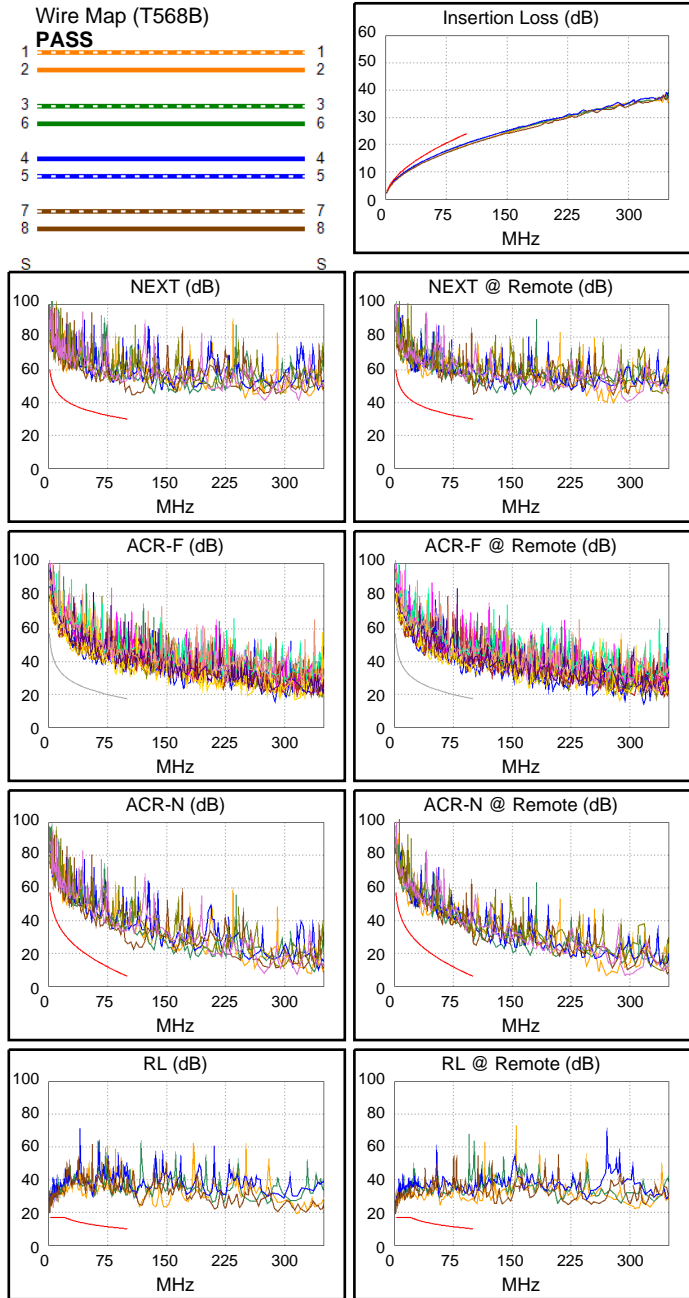 Wire Map (T568B)
PASS
1 1
2 2
3 3
6 6
4 4
5 5
7 7
8 8
S S
Insertion Loss (dB)
60
50
40
30
20
10
0
0 75 150 225 300
MHz
NEXT (dB)
100
80
60
40
20
0
0 75 150 225 300
MHz
NEXT @ Remote (dB)
100
80
60
40
20
0
0 75 150 225 300
MHz
ACR-F (dB)
100
80
60
40
20
0
0 75 150 225 300
MHz
ACR-F @ Remote (dB)
100
80
60
40
20
0
0 75 150 225 300
MHz
ACR-N (dB)
100
80
60
40
20
0
0 75 150 225 300
MHz
ACR-N @ Remote (dB)
100
80
60
40
20
0
0 75 150 225 300
MHz
RL (dB)
100
80
60
40
20
0
0 75 150 225 300
MHz
RL @ Remote (dB)
100
80
60
40
20
0
0 75 150 225 300
MHz